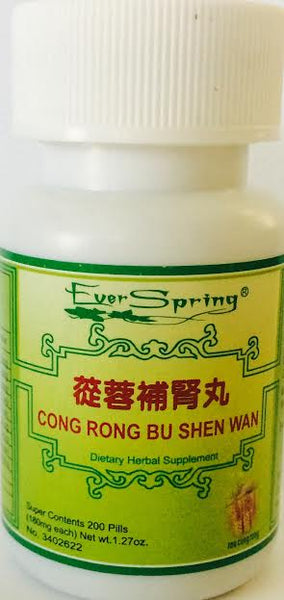 Ever Spring®
蓯蓉補腎丸
CONG RONG BU SHEN WAN
Dietary Herbal Supplement
Super Contents 200 Pills
(180mg each) Net wt.1.27oz.
No. 3402622